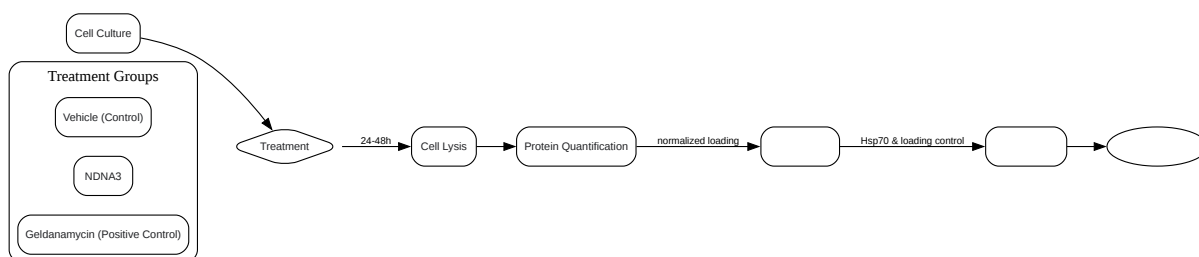 Cell Culture
Treatment Groups
Vehicle (Control)
NDNA3
Geldanamycin (Positive Control)
Treatment
24-48h
Cell Lysis
Protein Quantification
normalized loading
Hsp70 & loading control